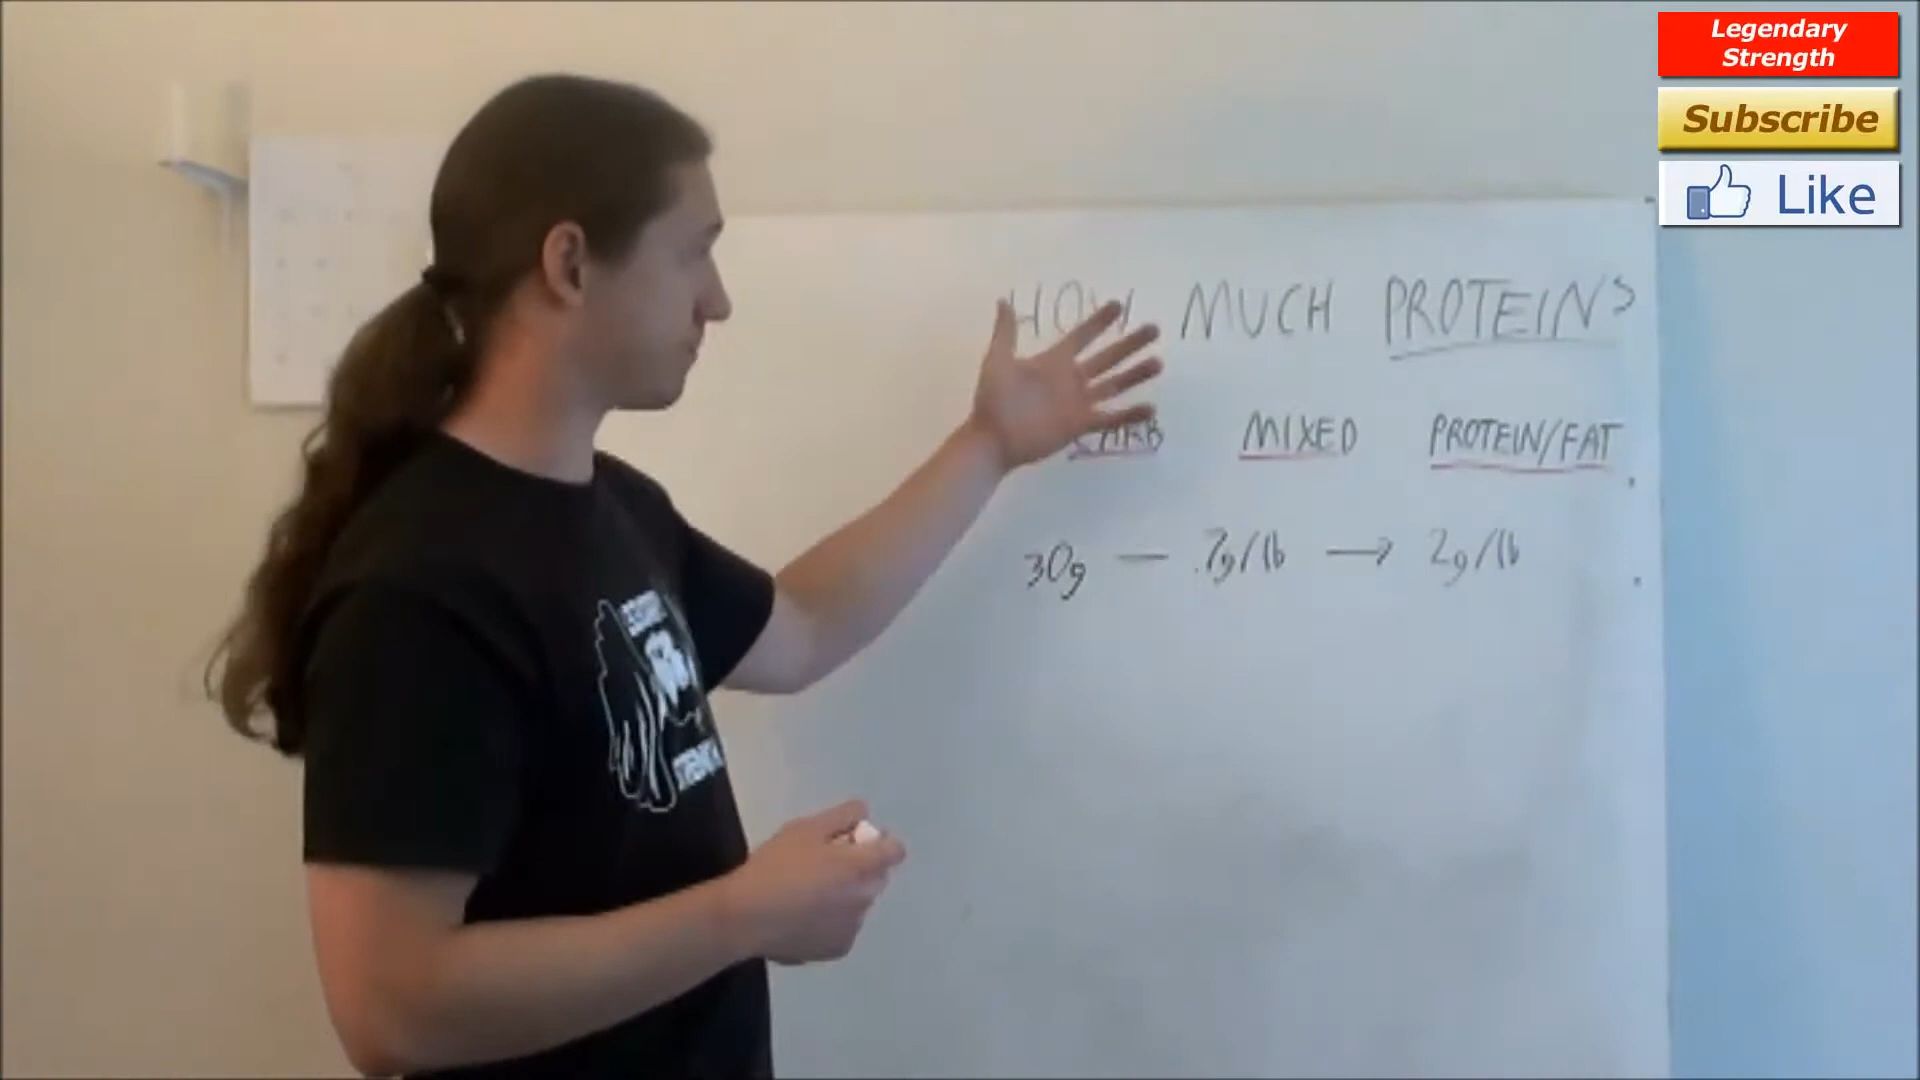 Legendary
Strength
Subscribe
Like
HOW MUCH PROTEIN?
CARB MIXED PROTEIN/FAT
30g — .7g/lb → 2g/lb